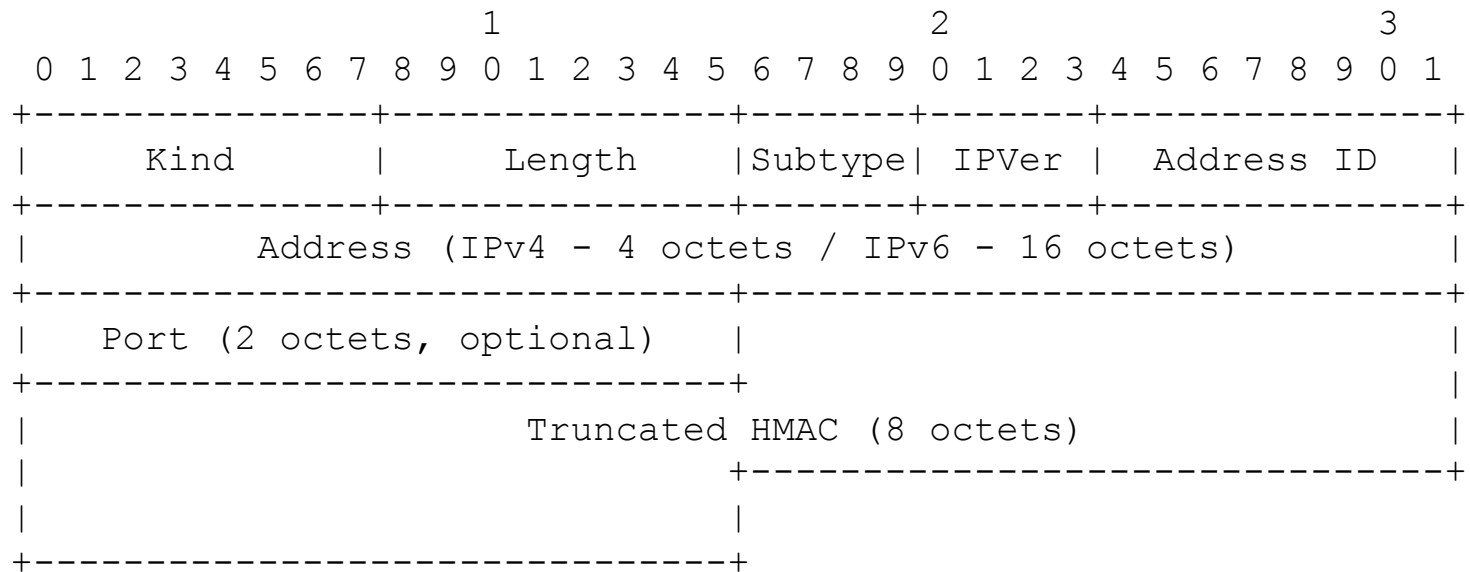 1 2 3
0 1 2 3 4 5 6 7 8 9 0 1 2 3 4 5 6 7 8 9 0 1 2 3 4 5 6 7 8 9 0 1
+---------------+---------------+-------+-------+---------------+
| Kind | Length |Subtype| IPVer | Address ID |
+---------------+---------------+-------+-------+---------------+
| Address (IPv4 - 4 octets / IPv6 - 16 octets) |
+-------------------------------+-------------------------------+
| Port (2 octets, optional) | |
+-------------------------------+ |
| Truncated HMAC (8 octets) |
| +-------------------------------+
| |
+-------------------------------+